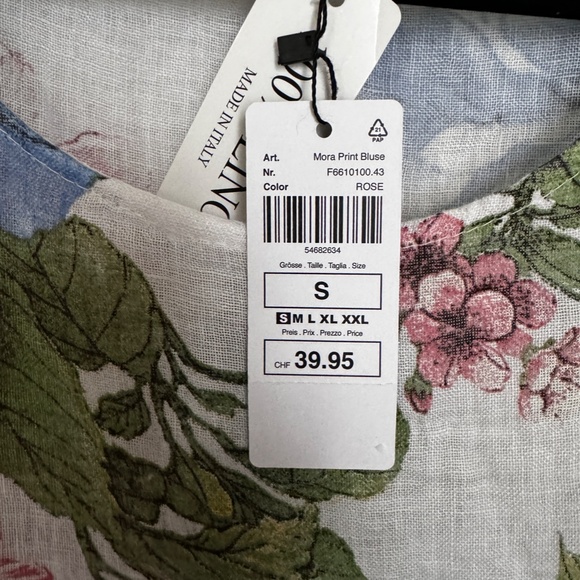 MADE IN ITALY
21
PAP
Art. Mora Print Bluse
Nr. F6610100.43
Color ROSE
54682634
Grösse . Taille . Taglia . Size
S
S M L XL XXL
Preis . Prix . Prezzo . Price
CHF 39.95